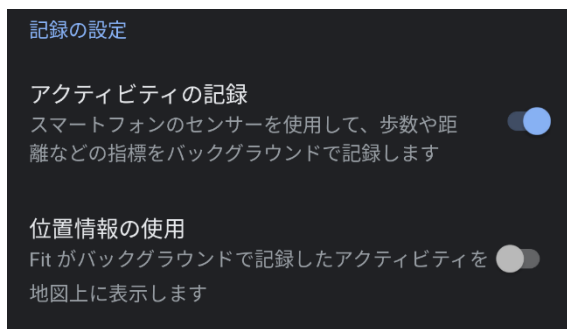 記録の設定
アクティビティの記録
スマートフォンのセンサーを使用して、歩数や距
離などの指標をバックグラウンドで記録します
位置情報の使用
Fit がバックグラウンドで記録したアクティビティを
地図上に表示します